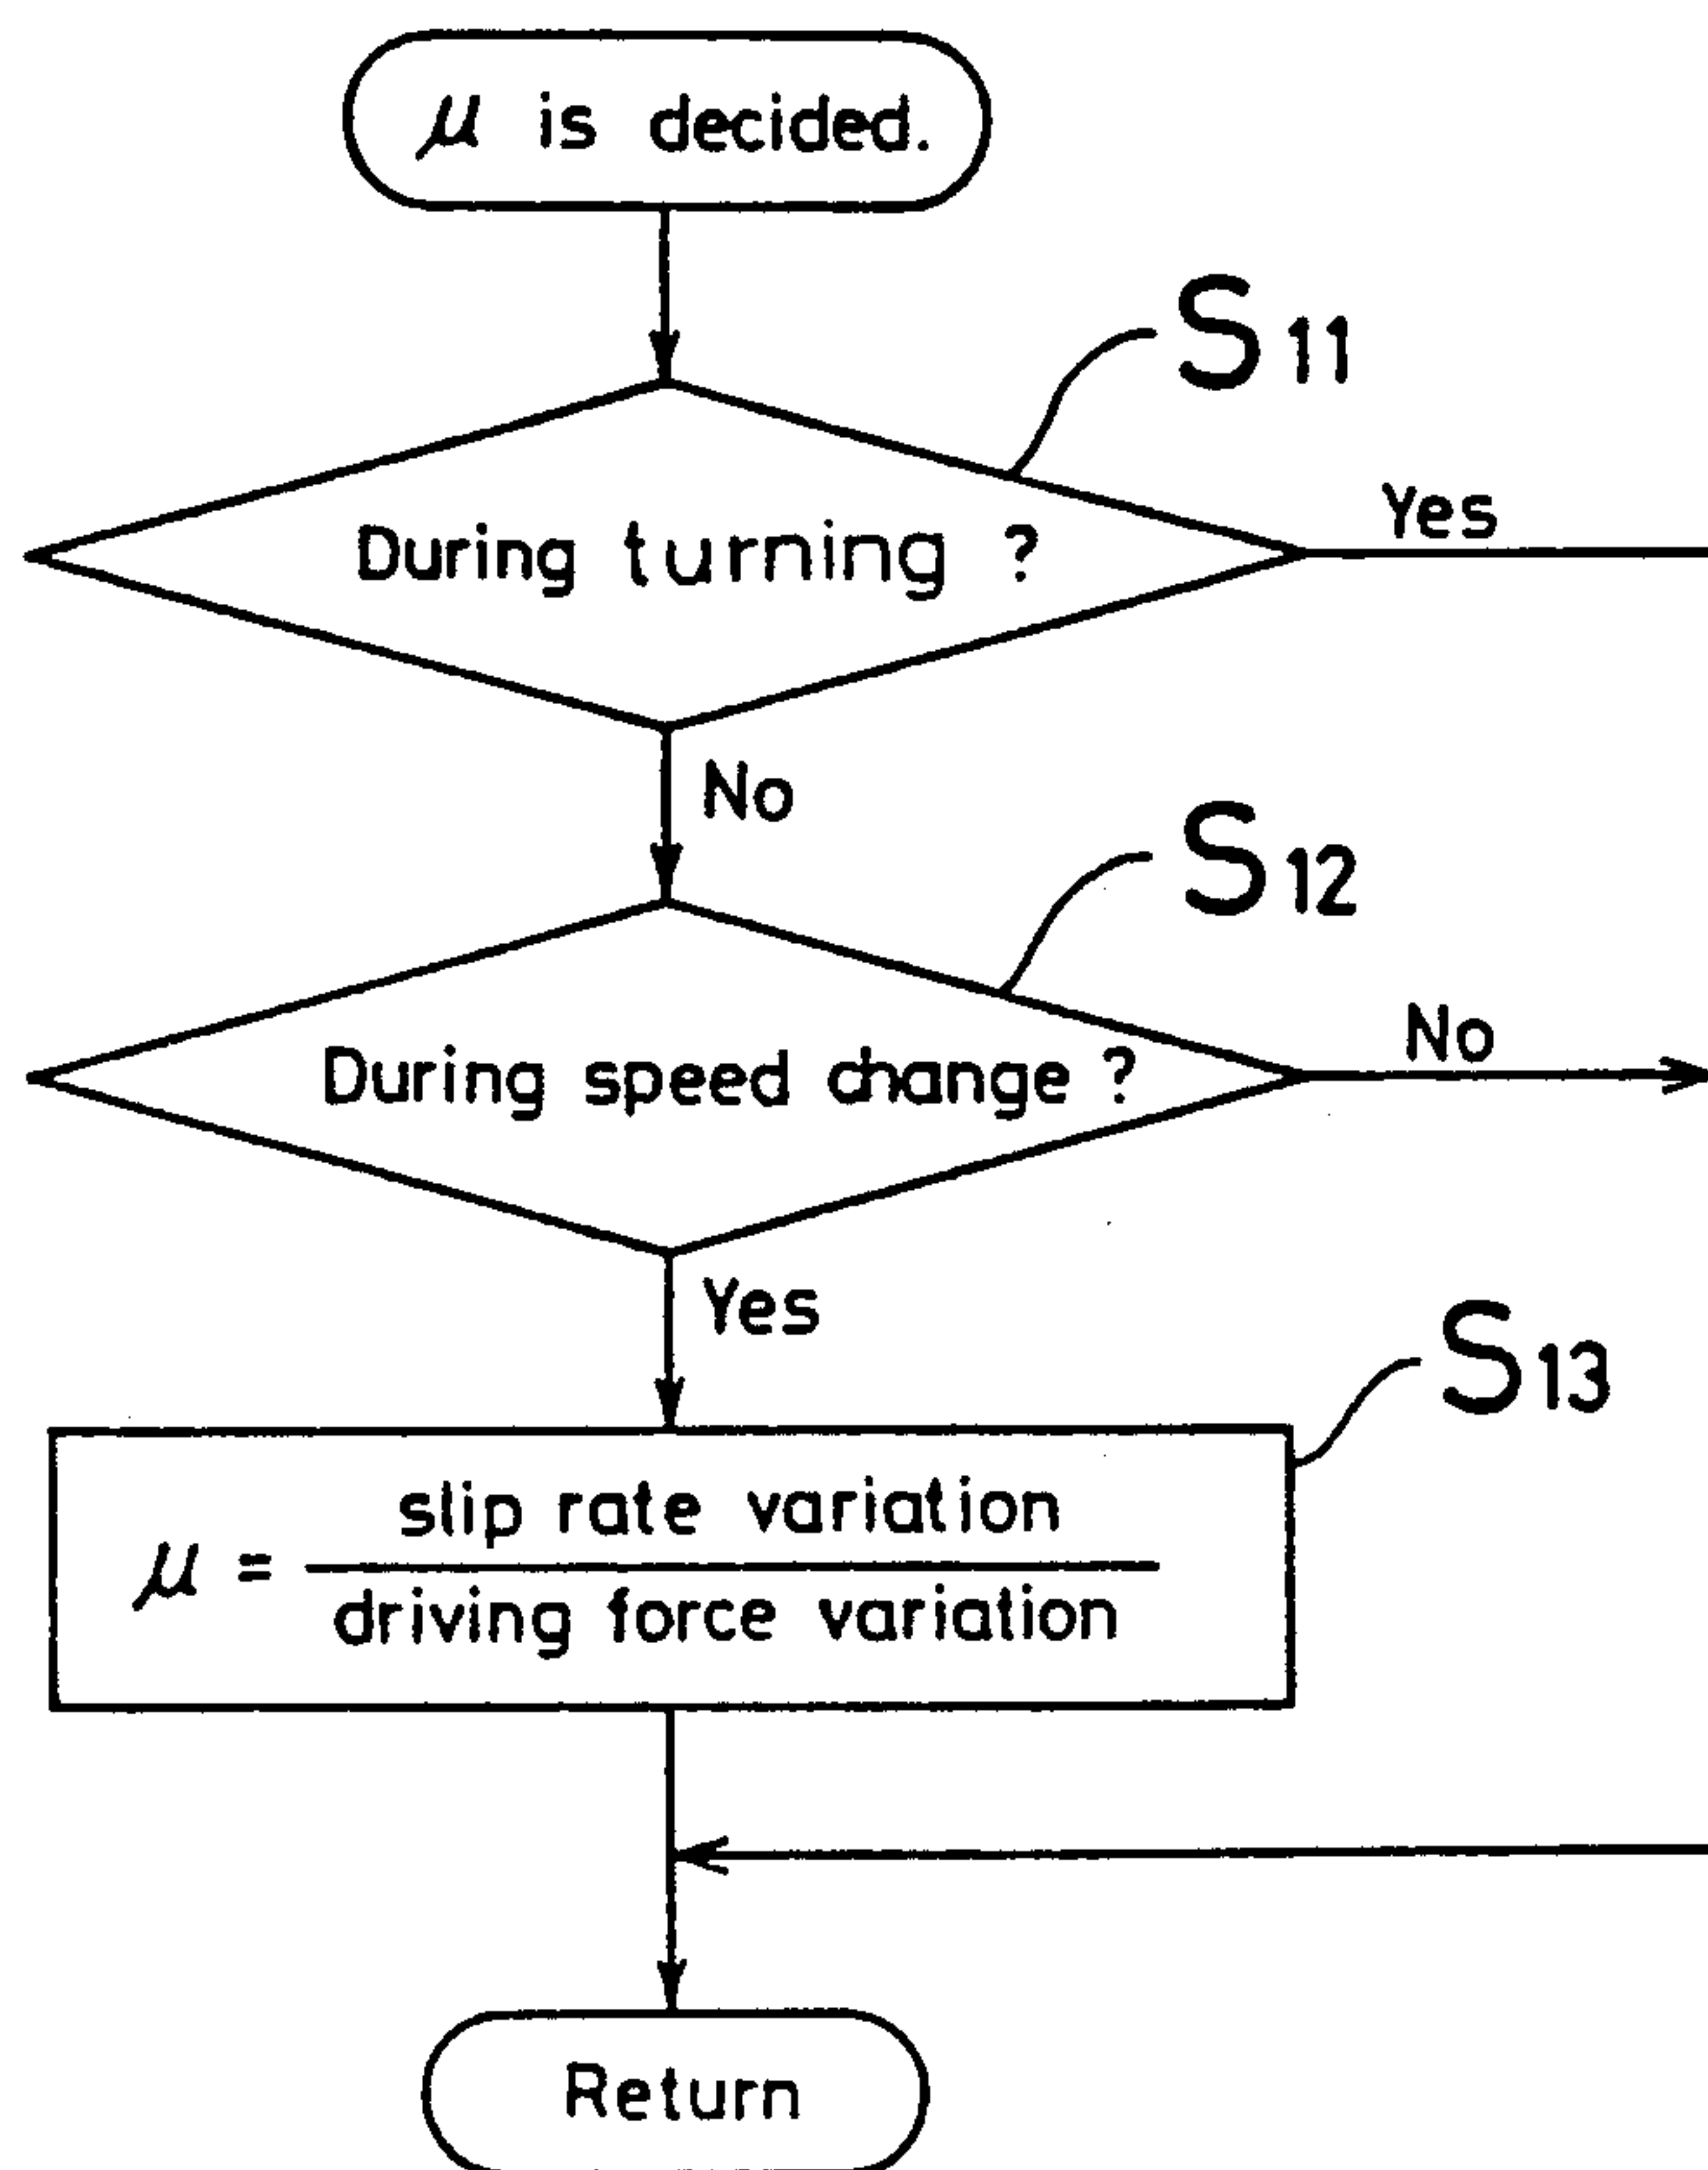 μ is decided.
S11
During turning ?
Yes
No
S12
During speed change ?
No
Yes
S13
μ = slip rate variation
driving force variation
Return